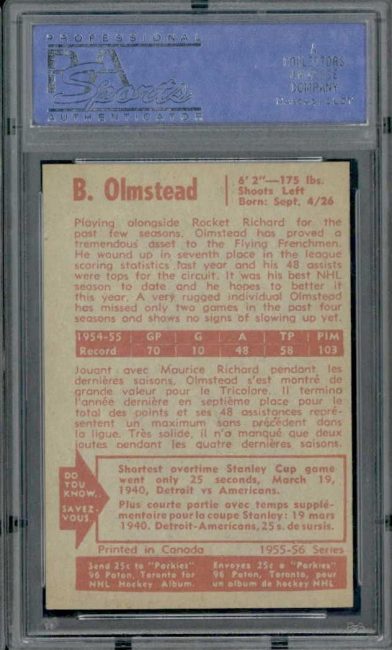 PROFESSIONAL
PSA
Sports
AUTHENTICATOR
A
COLLECTORS
UNIVERSE
COMPANY
B. Olmstead
6' 2"—175 lbs.
Shoots Left
Born: Sept. 4/26
Playing alongside Rocket Richard for the
past few seasons, Olmstead has proved a
tremendous asset to the Flying Frenchmen.
He wound up in seventh place in the league
scoring statistics last year and his 48 assists
were tops for the circuit. It was his best NHL
season to date and he hopes to better it
this year. A very rugged individual Olmstead
has missed only two games in the past four
seasons and shows no signs of slowing up yet.
1954-55 GP G A TP PIM
Record 70 10 48 58 103
Jouant avec Maurice Richard pendant les
dernières saisons, Olmstead s'est montré de
grande valeur pour le Tricolore. Il termina
l'année dernière en septième place pour le
total des points et ses 48 assistances repré-
sentent un maximum sans précédent dans
la ligue. Très solide, il n'a manqué que deux
joutes pendant les quatre dernières saisons.
DO
YOU
KNOW..
SAVEZ-
VOUS.
Shortest overtime Stanley Cup game
went only 25 seconds, March 19,
1940, Detroit vs Americans.
Plus courte partie avec temps supplé-
mentaire pour la coupe Stanley: 19 mars
1940. Detroit-Americans, 25 s. de sursis.
Printed in Canada 1955-56 Series
Send 25c to "Parkies"
96 Paton, Toronto for
NHL Hockey Album.
Envoyes 25c a "Parkies"
96 Paton, Toronto, pour
un album de hockey NHL